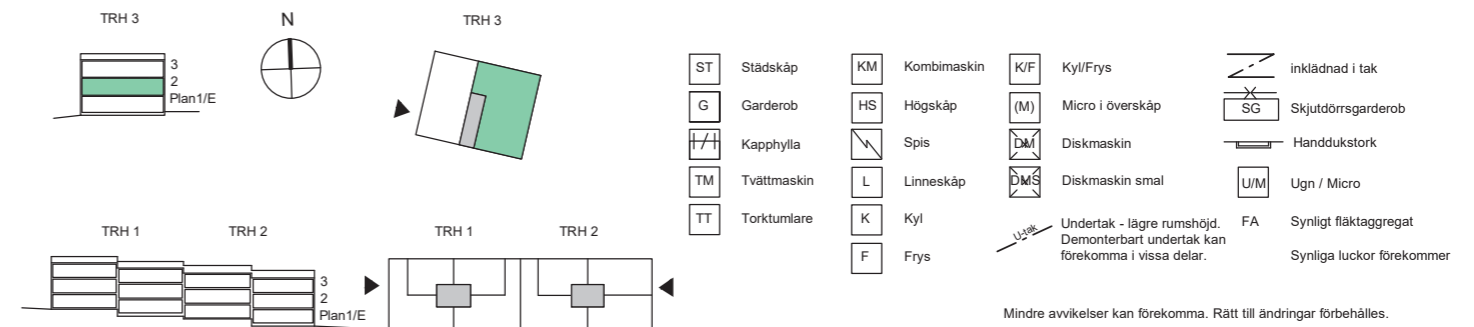 TRH 3
N
TRH 3
3
2
Plan1/E
TRH 1
TRH 2
3
2
Plan1/E
TRH 1
TRH 2
ST Städskåp
G Garderob
Kapphylla
TM Tvättmaskin
TT Torktumlare
KM Kombimaskin
HS Högskåp
Spis
L Linneskåp
K Kyl
F Frys
K/F Kyl/Frys
(M) Micro i överskåp
DM Diskmaskin
DMS Diskmaskin smal
U-tak Undertak - lägre rumshöjd.
Demonterbart undertak kan
förekomma i vissa delar.
inklädnad i tak
SG Skjutdörrsgarderob
Handdukstork
U/M Ugn / Micro
FA Synligt fläktaggregat
Synliga luckor förekommer
Mindre avvikelser kan förekomma. Rätt till ändringar förbehålles.